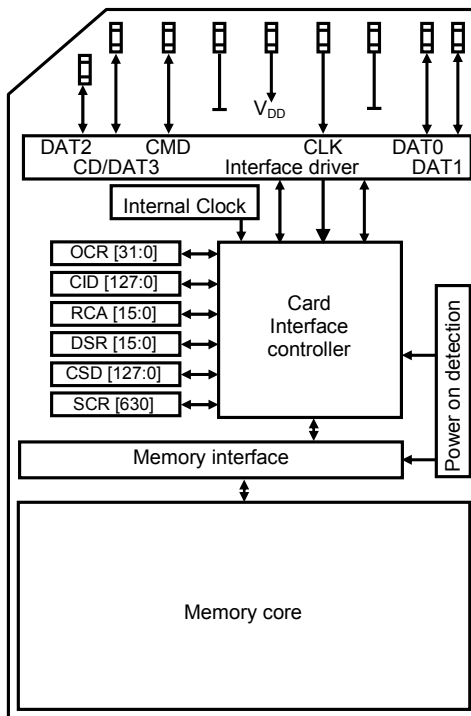 V_DD
DAT2 CMD CLK DAT0
CD/DAT3 Interface driver DAT1
Internal Clock
OCR [31:0]
CID [127:0]
RCA [15:0]
DSR [15:0]
CSD [127:0]
SCR [630]
Card
Interface
controller
Power on detection
Memory interface
Memory core